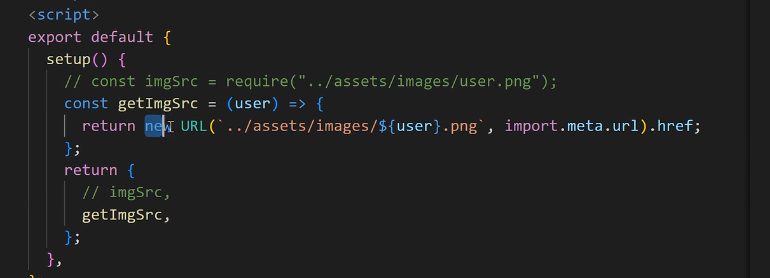 <script>
export default {
setup() {
// const imgSrc = require("../assets/images/user.png");
const getImgSrc = (user) => {
return new URL(`../assets/images/${user}.png`, import.meta.url).href;
};
return {
// imgSrc,
getImgSrc,
};
},